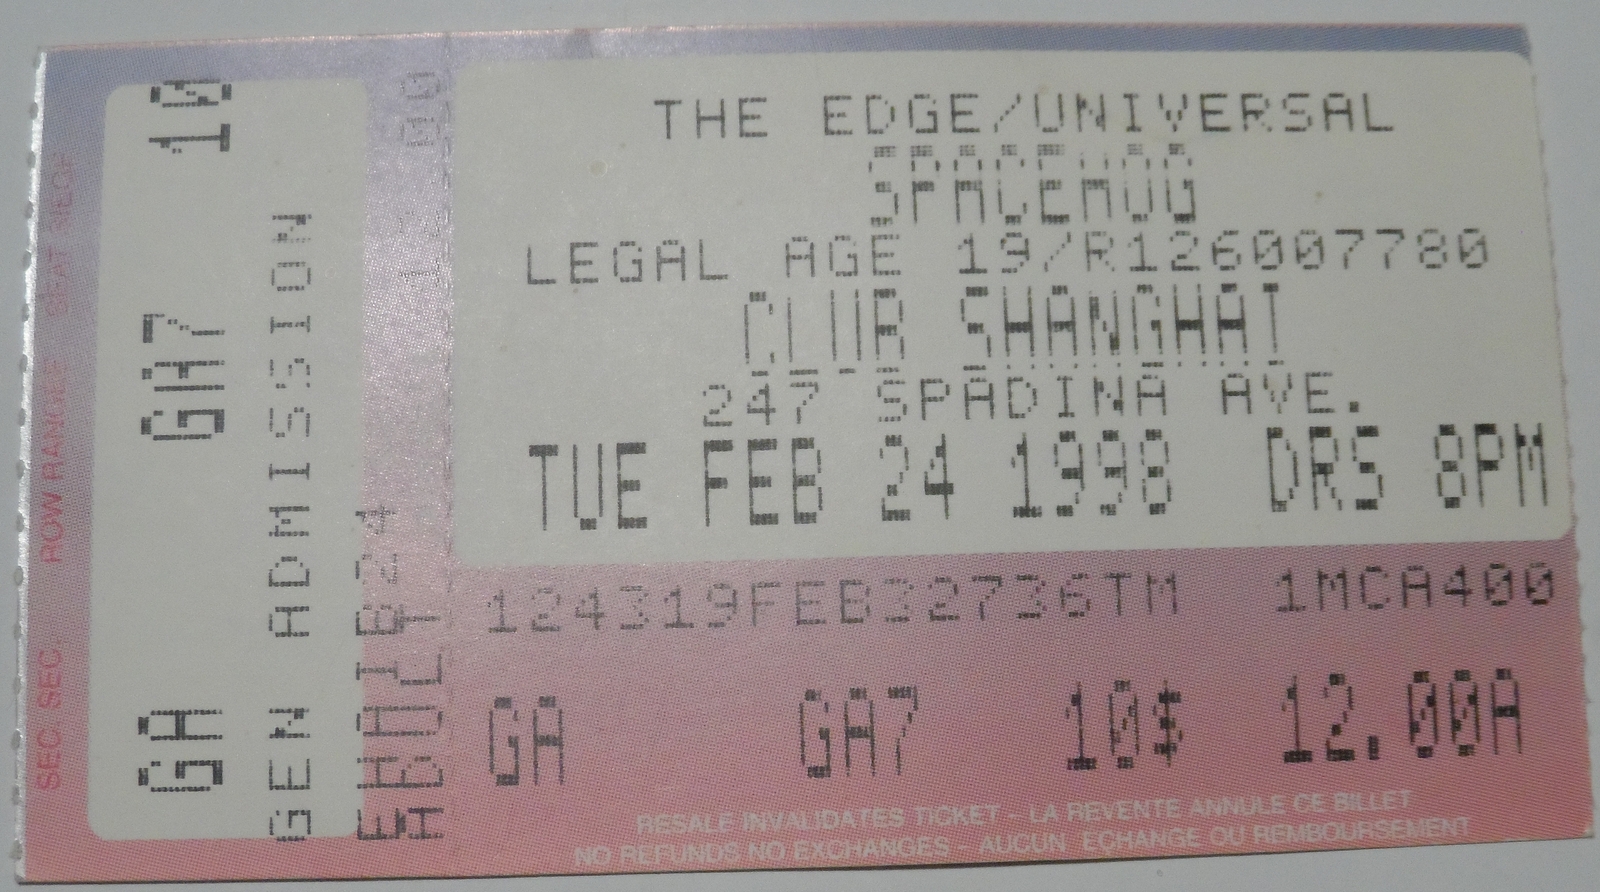 THE EDGE/UNIVERSAL
SPACEHOG
LEGAL AGE 19/R126007780
CLUB SHANGHAI
247 SPADINA AVE.
TUE FEB 24 1998 DRS 8PM
124319FEB32736TM 1MCA400
GA GA7 10$ 12.00A
RESALE INVALIDATES TICKET - LA REVENTE ANNULE CE BILLET
NO REFUNDS NO EXCHANGES - AUCUN ECHANGE OU REMBOURSEMENT
SEC. SEC. ROW RANGÉE SEAT SIEGE
GA GA7 10
GEN ADMISSION